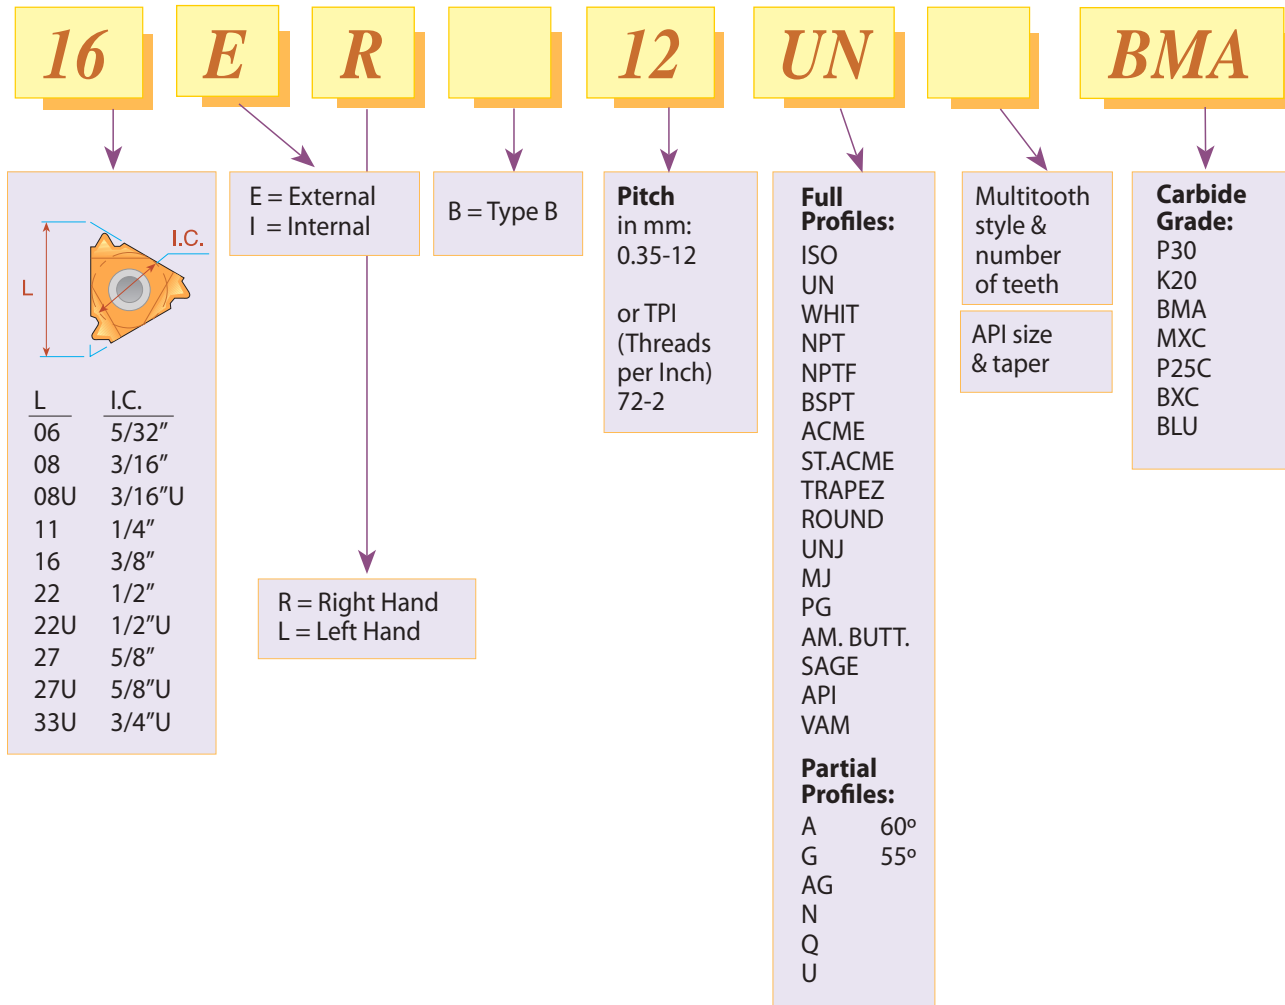 16 E R 12 UN BMA
L
I.C.
L I.C.
06 5/32”
08 3/16”
08U 3/16”U
11 1/4”
16 3/8”
22 1/2”
22U 1/2”U
27 5/8”
27U 5/8”U
33U 3/4”U
E = External
I = Internal
R = Right Hand
L = Left Hand
B = Type B
Pitch
in mm:
0.35-12
or TPI
(Threads
per Inch)
72-2
Full
Profiles:
ISO
UN
WHIT
NPT
NPTF
BSPT
ACME
ST.ACME
TRAPEZ
ROUND
UNJ
MJ
PG
AM. BUTT.
SAGE
API
VAM
Partial
Profiles:
A 60º
G 55º
AG
N
Q
U
Multitooth
style &
number
of teeth
API size
& taper
Carbide
Grade:
P30
K20
BMA
MXC
P25C
BXC
BLU